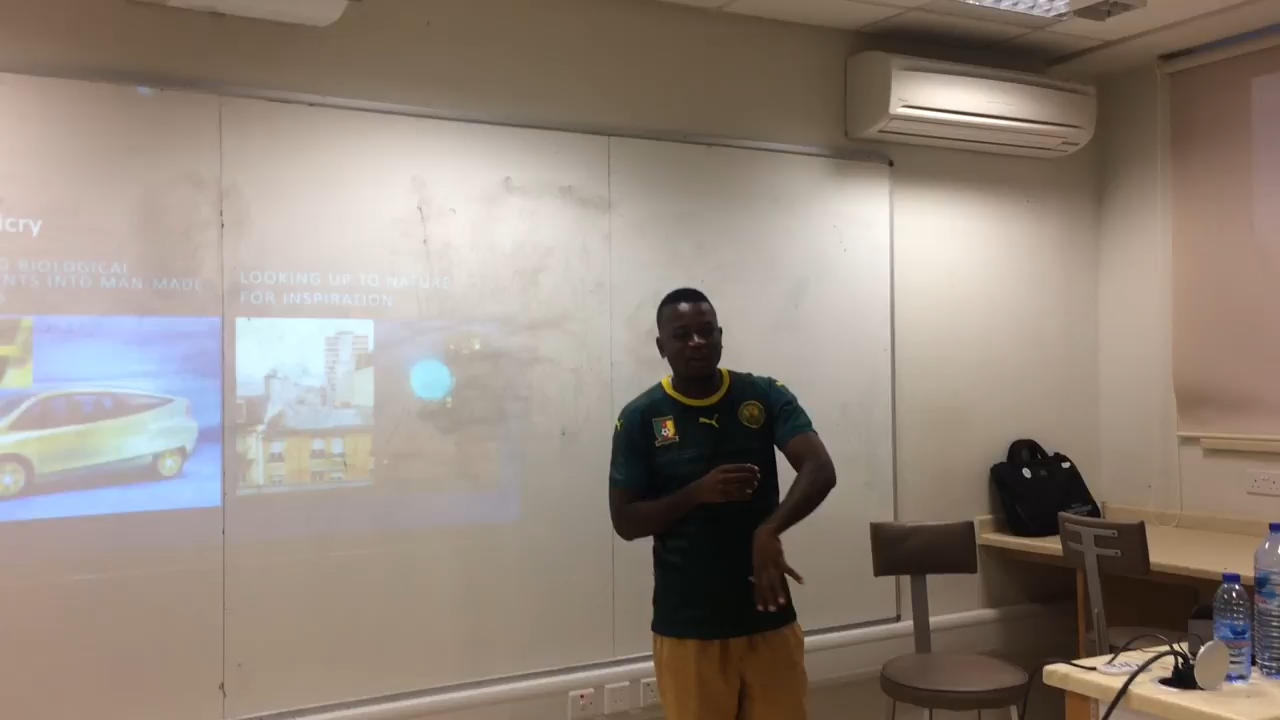 icry
BIOLOGICAL
NTS INTO MAN-MADE
LOOKING UP TO NATURE
FOR INSPIRATION